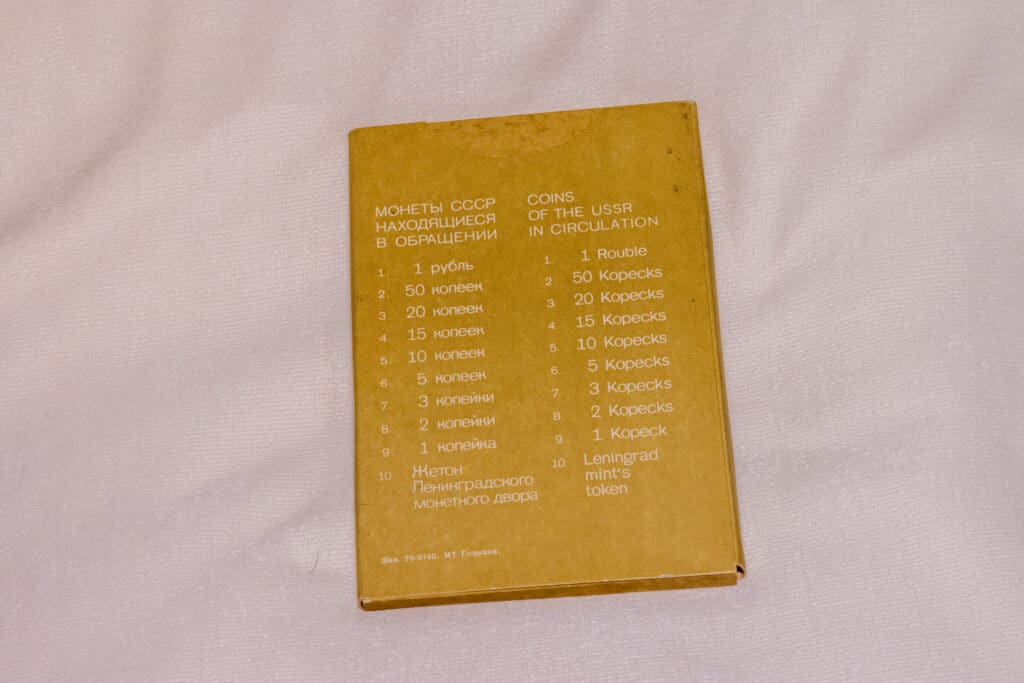 МОНЕТЫ СССР
НАХОДЯЩИЕСЯ
В ОБРАЩЕНИИ
1. 1 рубль
2. 50 копеек
3. 20 копеек
4. 15 копеек
5. 10 копеек
6. 5 копеек
7. 3 копейки
8. 2 копейки
9. 1 копейка
10. Жетон
Ленинградского
монетного двора
COINS
OF THE USSR
IN CIRCULATION
1. 1 Rouble
2. 50 Kopecks
3. 20 Kopecks
4. 15 Kopecks
5. 10 Kopecks
6. 5 Kopecks
7. 3 Kopecks
8 2 Kopecks
9. 1 Kopeck
10. Leningrad
mint's
token
Зак. 76-6140. МТ Гознака.